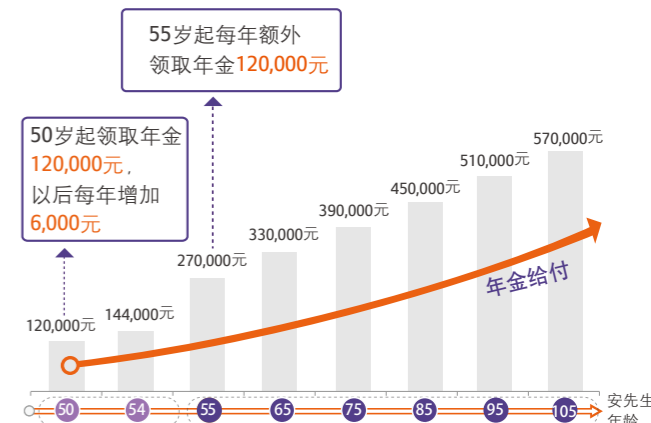 55岁起每年额外
领取年金120,000元
50岁起领取年金
120,000元，
以后每年增加
6,000元
120,000元
144,000元
270,000元
330,000元
390,000元
450,000元
510,000元
570,000元
年金给付
50
54
55
65
75
85
95
105
安先生
年龄